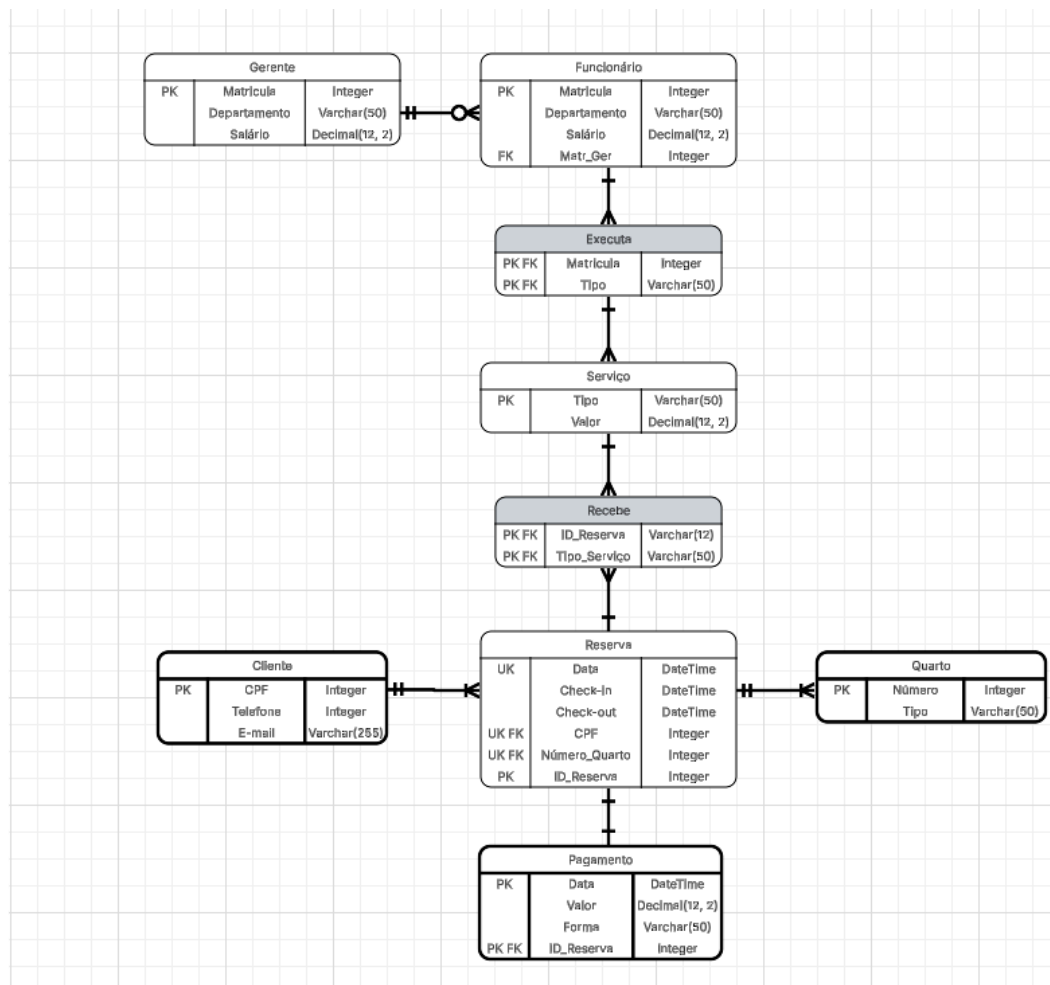 Gerente
PK Matricula Integer
Departamento Varchar(50)
Salário Decimal(12, 2)
Funcionário
PK Matricula Integer
Departamento Varchar(50)
Salário Decimal(12, 2)
FK Matr_Ger Integer
Executa
PK FK Matricula Integer
PK FK Tipo Varchar(50)
Serviço
PK Tipo Varchar(50)
Valor Decimal(12, 2)
Recebe
PK FK ID_Reserva Varchar(12)
PK FK Tipo_Serviço Varchar(50)
Reserva
UK Data DateTime
Check-in DateTime
Check-out DateTime
UK FK CPF Integer
UK FK Número_Quarto Integer
PK ID_Reserva Integer
Cliente
PK CPF Integer
Telefone Integer
E-mail Varchar(255)
Quarto
PK Número Integer
Tipo Varchar(50)
Pagamento
PK Data DateTime
Valor Decimal(12, 2)
Forma Varchar(50)
PK FK ID_Reserva Integer